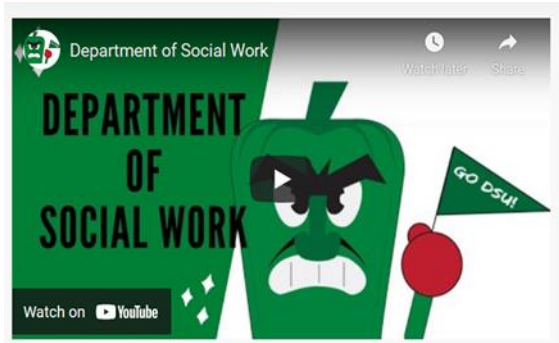 Department of Social Work
Watch later
Share
DEPARTMENT
OF
SOCIAL WORK
GO DSU!
Watch on YouTube